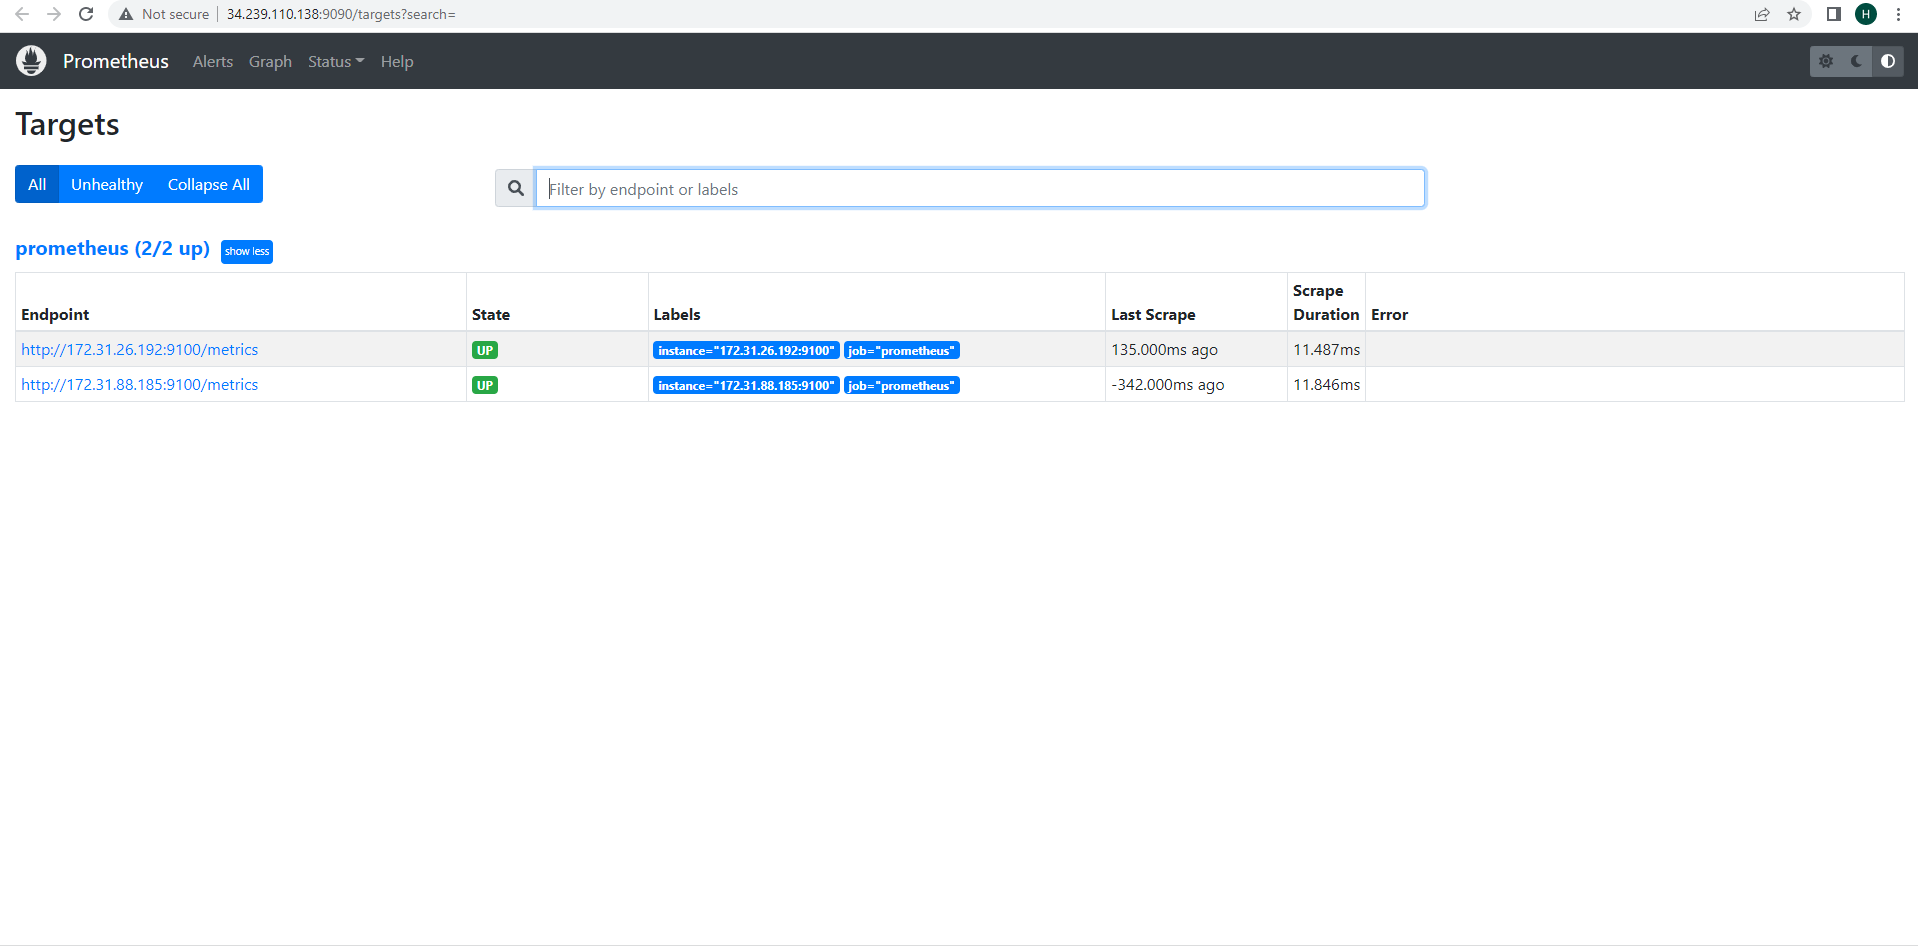 Not secure 34.239.110.138:9090/targets?search= H
Prometheus Alerts Graph Status Help
Targets
All Unhealthy Collapse All Filter by endpoint or labels
prometheus (2/2 up) show less
Endpoint State Labels Last Scrape Scrape Duration Error
http://172.31.26.192:9100/metrics UP instance="172.31.26.192:9100" job="prometheus" 135.000ms ago 11.487ms
http://172.31.88.185:9100/metrics UP instance="172.31.88.185:9100" job="prometheus" -342.000ms ago 11.846ms